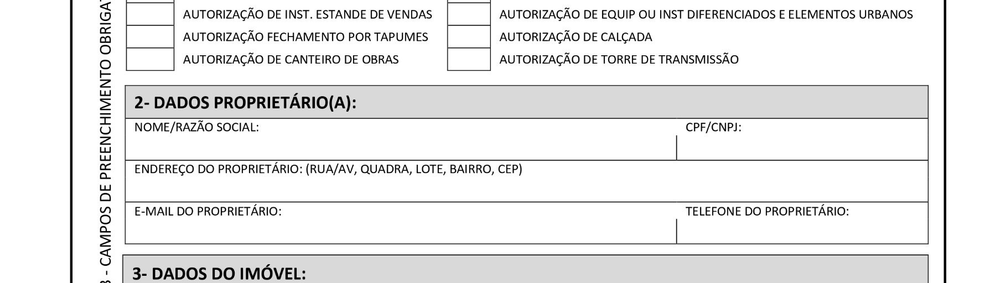 AUTORIZAÇÃO DE INST. ESTANDE DE VENDAS AUTORIZAÇÃO DE EQUIP OU INST DIFERENCIADOS E ELEMENTOS URBANOS
AUTORIZAÇÃO FECHAMENTO POR TAPUMES AUTORIZAÇÃO DE CALÇADA
AUTORIZAÇÃO DE CANTEIRO DE OBRAS AUTORIZAÇÃO DE TORRE DE TRANSMISSÃO
2- DADOS PROPRIETÁRIO(A):
NOME/RAZÃO SOCIAL: CPF/CNPJ:
ENDEREÇO DO PROPRIETÁRIO: (RUA/AV, QUADRA, LOTE, BAIRRO, CEP)
E-MAIL DO PROPRIETÁRIO: TELEFONE DO PROPRIETÁRIO:
3- DADOS DO IMÓVEL:
- CAMPOS DE PREENCHIMENTO